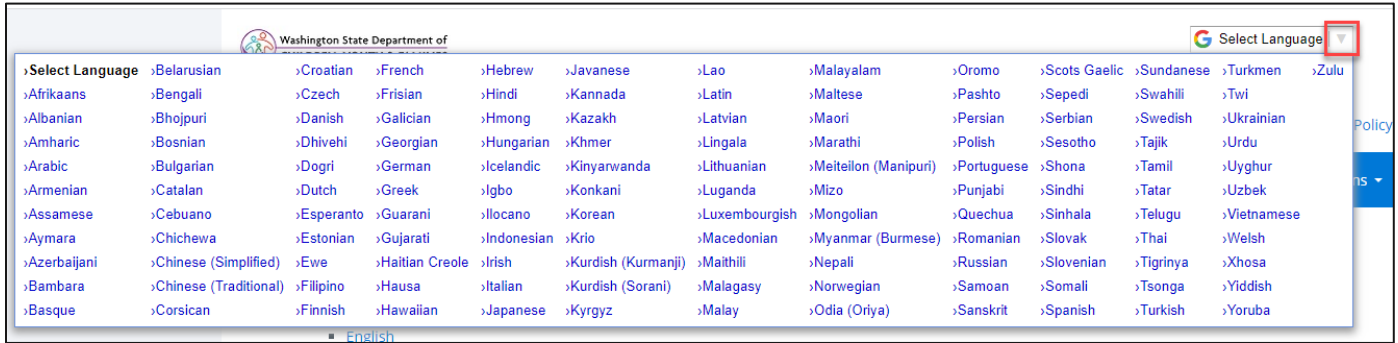 Washington State Department of
Select Language
›Select Language ›Belarusian ›Croatian ›French ›Hebrew ›Javanese ›Lao ›Malayalam ›Oromo ›Scots Gaelic ›Sundanese ›Turkmen ›Zulu
›Afrikaans ›Bengali ›Czech ›Frisian ›Hindi ›Kannada ›Latin ›Maltese ›Pashto ›Sepedi ›Swahili ›Twi
›Albanian ›Bhojpuri ›Danish ›Galician ›Hmong ›Kazakh ›Latvian ›Maori ›Persian ›Serbian ›Swedish ›Ukrainian
Policy
›Amharic ›Bosnian ›Dhivehi ›Georgian ›Hungarian ›Khmer ›Lingala ›Marathi ›Polish ›Sesotho ›Tajik ›Urdu
›Arabic ›Bulgarian ›Dogri ›German ›Icelandic ›Kinyarwanda ›Lithuanian ›Meiteilon (Manipuri) ›Portuguese ›Shona ›Tamil ›Uyghur
ns
›Armenian ›Catalan ›Dutch ›Greek ›Igbo ›Konkani ›Luganda ›Mizo ›Punjabi ›Sindhi ›Tatar ›Uzbek
›Assamese ›Cebuano ›Esperanto ›Guarani ›Ilocano ›Korean ›Luxembourgish ›Mongolian ›Quechua ›Sinhala ›Telugu ›Vietnamese
›Aymara ›Chichewa ›Estonian ›Gujarati ›Indonesian ›Krio ›Macedonian ›Myanmar (Burmese) ›Romanian ›Slovak ›Thai ›Welsh
›Azerbaijani ›Chinese (Simplified) ›Ewe ›Haitian Creole ›Irish ›Kurdish (Kurmanji) ›Maithili ›Nepali ›Russian ›Slovenian ›Tigrinya ›Xhosa
›Bambara ›Chinese (Traditional) ›Filipino ›Hausa ›Italian ›Kurdish (Sorani) ›Malagasy ›Norwegian ›Samoan ›Somali ›Tsonga ›Yiddish
›Basque ›Corsican ›Finnish ›Hawaiian ›Japanese ›Kyrgyz ›Malay ›Odia (Oriya) ›Sanskrit ›Spanish ›Turkish ›Yoruba
English